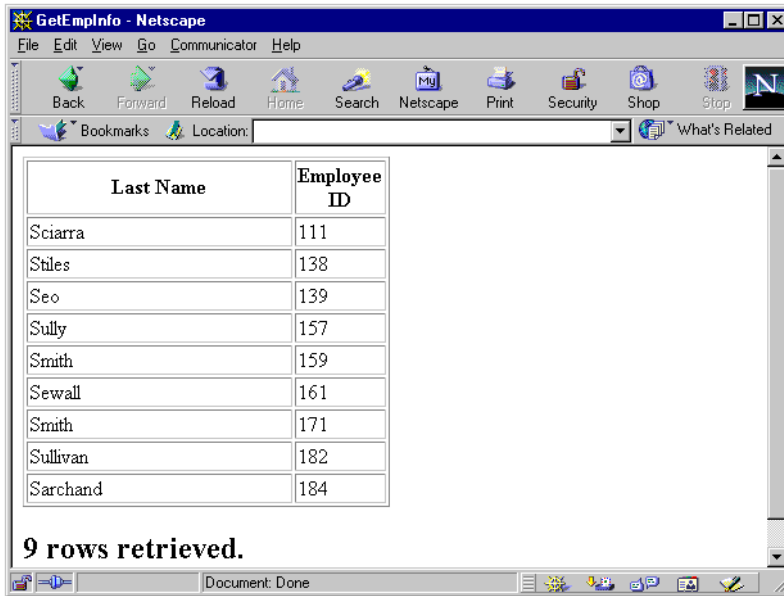 GetEmpInfo - Netscape
File Edit View Go Communicator Help
Back Forward Reload Home Search Netscape Print Security Shop Stop
My
N
Bookmarks Location: What's Related
Last Name Employee ID
Sciarra 111
Stiles 138
Seo 139
Sully 157
Smith 159
Sewall 161
Smith 171
Sullivan 182
Sarchand 184
9 rows retrieved.
Document: Done